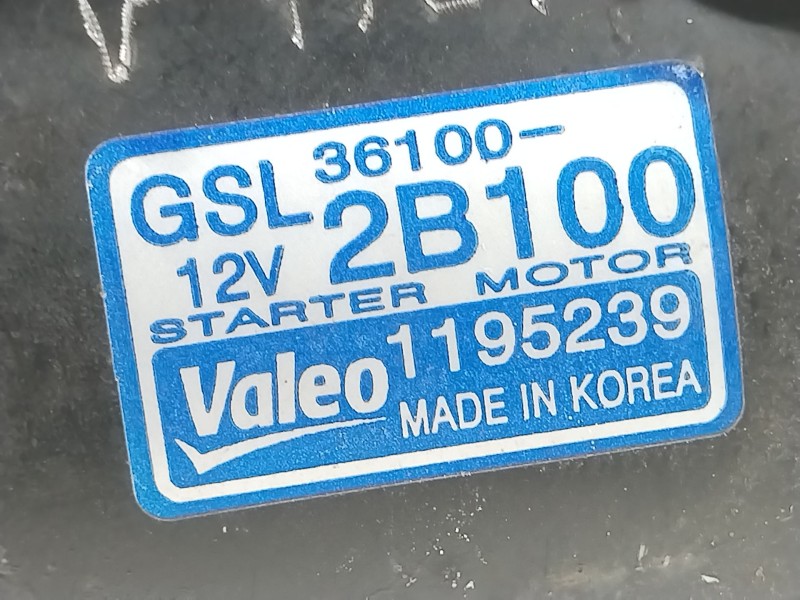 GSL 36100-
12V 2B100
STARTER MOTOR
Valeo 1195239
MADE IN KOREA